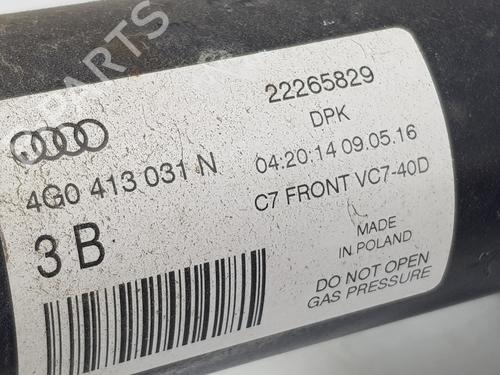 PARTS
4G0 413 031 N
3 B
22265829
DPK
04:20:14 09.05.16
C7 FRONT VC7-40D
MADE
IN POLAND
DO NOT OPEN
GAS PRESSURE